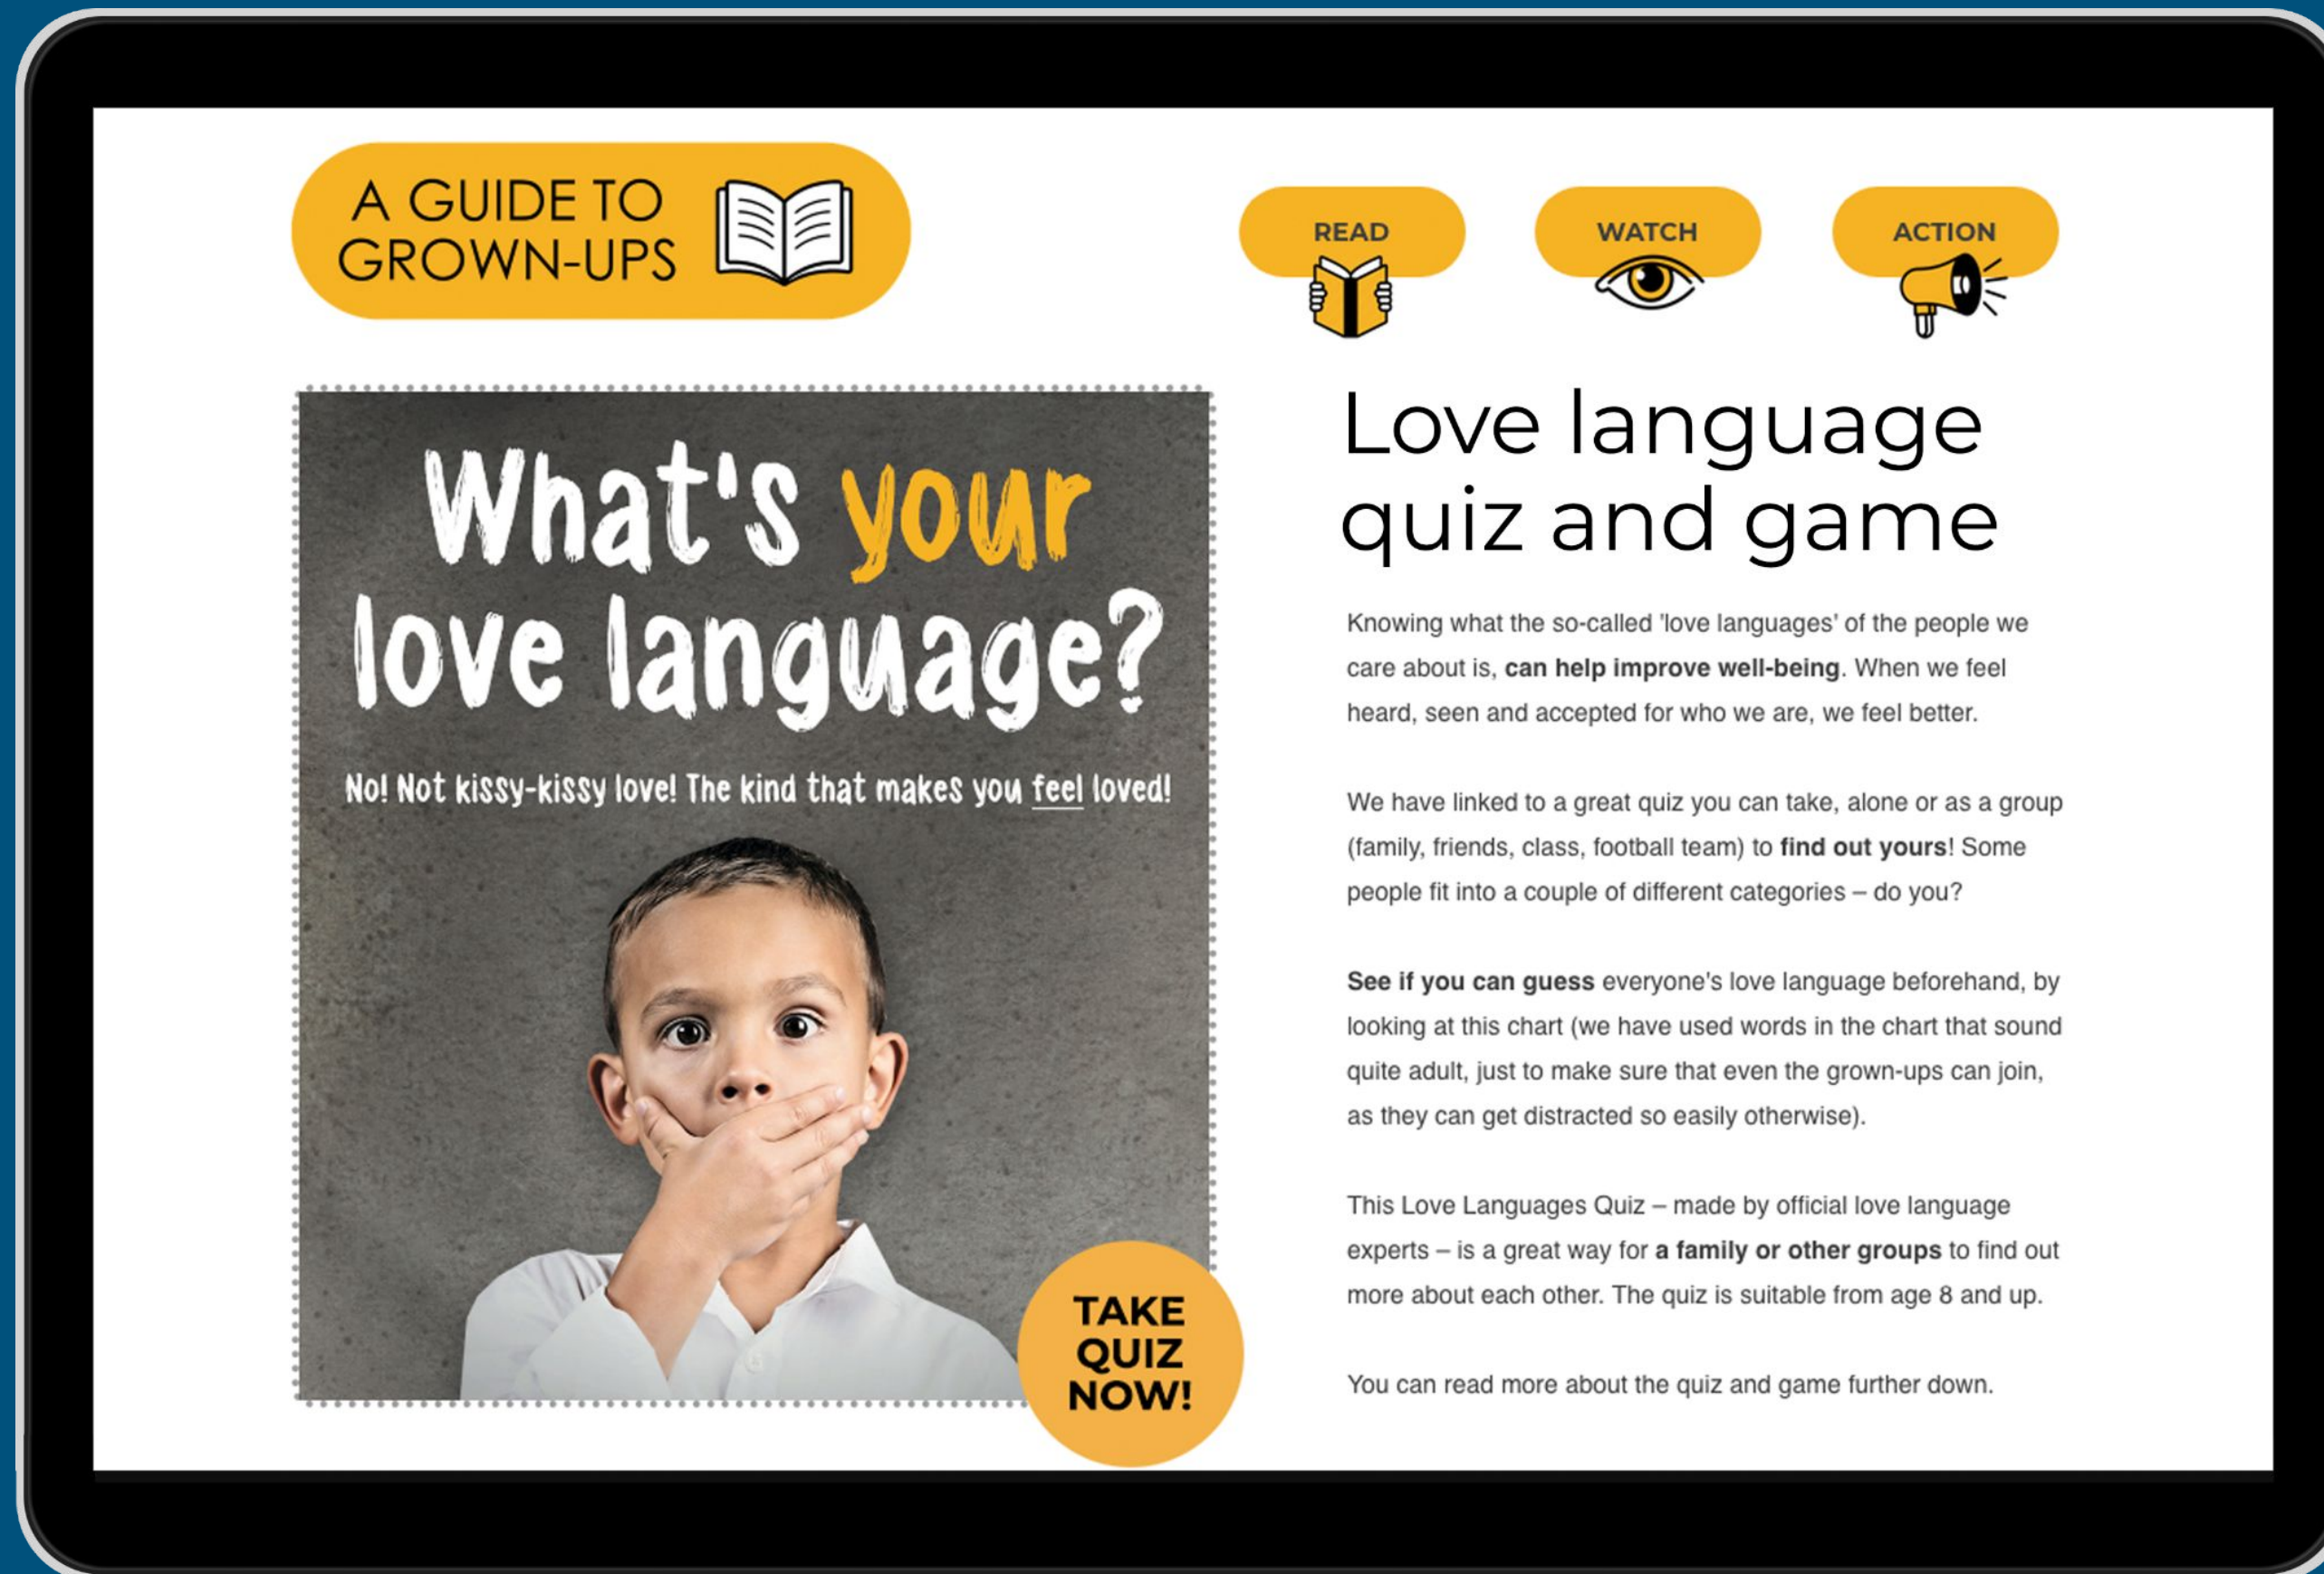 A GUIDE TO
GROWN-UPS
READ
WATCH
ACTION
What's your
love language?
No! Not kissy-kissy love! The kind that makes you feel loved!
TAKE
QUIZ
NOW!
Love language
quiz and game
Knowing what the so-called 'love languages' of the people we
care about is, can help improve well-being. When we feel
heard, seen and accepted for who we are, we feel better.
We have linked to a great quiz you can take, alone or as a group
(family, friends, class, football team) to find out yours! Some
people fit into a couple of different categories – do you?
See if you can guess everyone's love language beforehand, by
looking at this chart (we have used words in the chart that sound
quite adult, just to make sure that even the grown-ups can join,
as they can get distracted so easily otherwise).
This Love Languages Quiz – made by official love language
experts – is a great way for a family or other groups to find out
more about each other. The quiz is suitable from age 8 and up.
You can read more about the quiz and game further down.